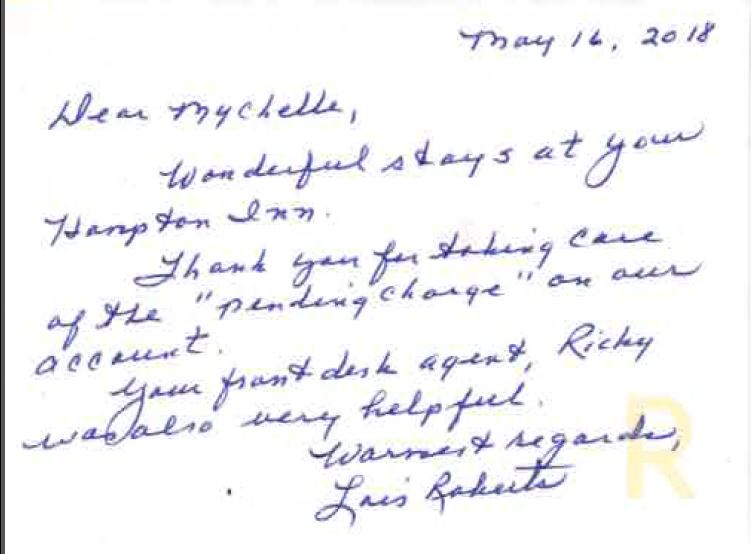 May 16, 2018
Dear Mychelle,
Wonderful stays at your
Hampton Inn.
Thank you for taking care
of the "pending charge" on our
account.
Your front desk agent, Ricky
was also very helpful.
Warmest regards,
Lois Roberts
R